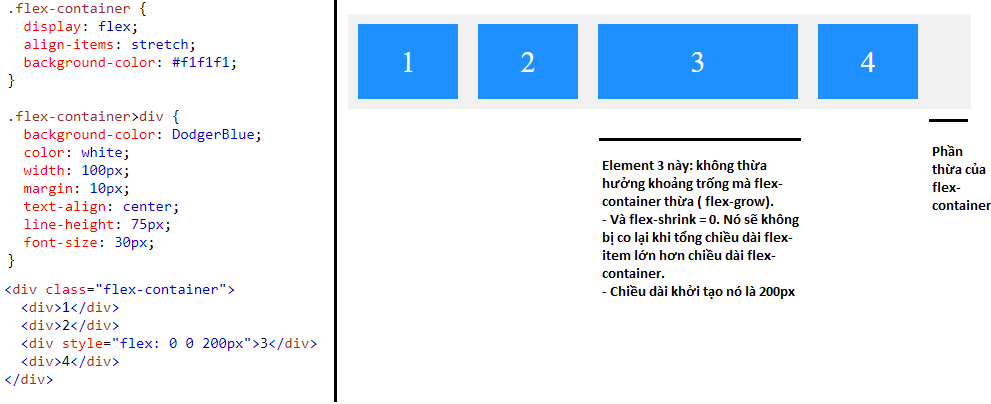 .flex-container {
  display: flex;
  align-items: stretch;
  background-color: #f1f1f1;
}
.flex-container>div {
  background-color: DodgerBlue;
  color: white;
  width: 100px;
  margin: 10px;
  text-align: center;
  line-height: 75px;
  font-size: 30px;
}
<div class="flex-container">
  <div>1</div>
  <div>2</div>
  <div style="flex: 0 0 200px">3</div>
  <div>4</div>
</div>
1 2 3 4
Element 3 này: không thừa
hưởng khoảng trống mà flex-
container thừa ( flex-grow).
- Và flex-shrink = 0. Nó sẽ không
bị co lại khi tổng chiều dài flex-
item lớn hơn chiều dài flex-
container.
- Chiều dài khởi tạo nó là 200px
Phần
thừa của
flex-
container